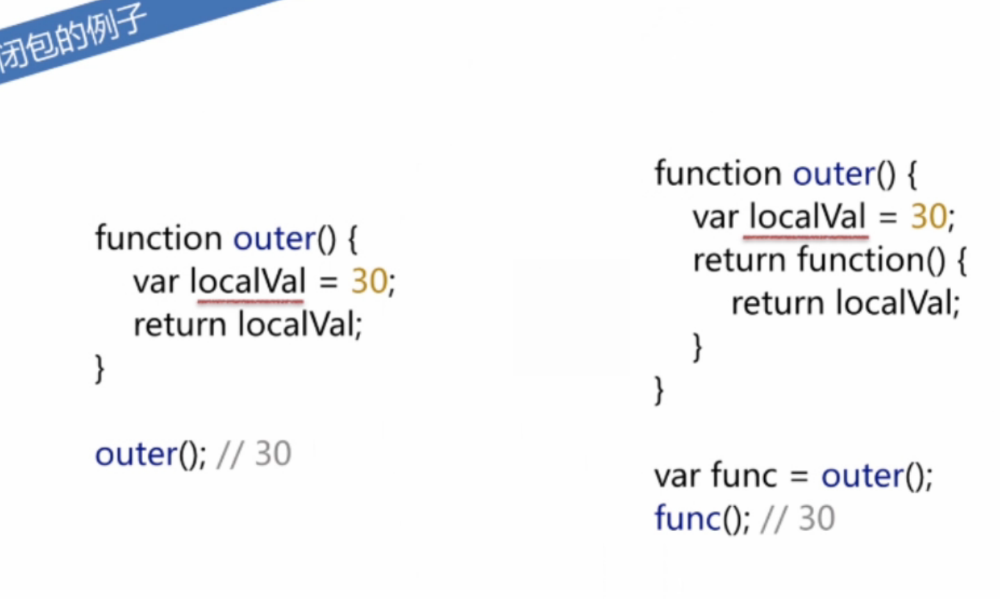 闭包的例子
function outer() {
var localVal = 30;
return localVal;
}
outer(); // 30
function outer() {
var localVal = 30;
return function() {
return localVal;
}
}
var func = outer();
func(); // 30